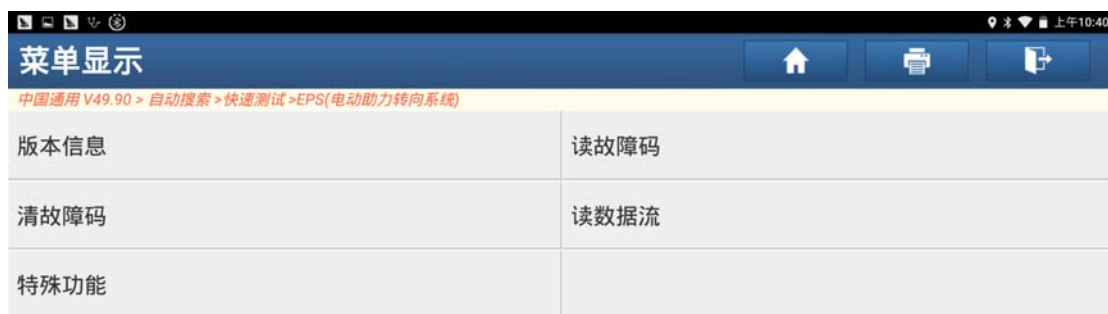 上午10:40
菜单显示
中国通用 V49.90 > 自动搜索 > 快速测试 >EPS(电动助力转向系统)
版本信息
读故障码
清故障码
读数据流
特殊功能